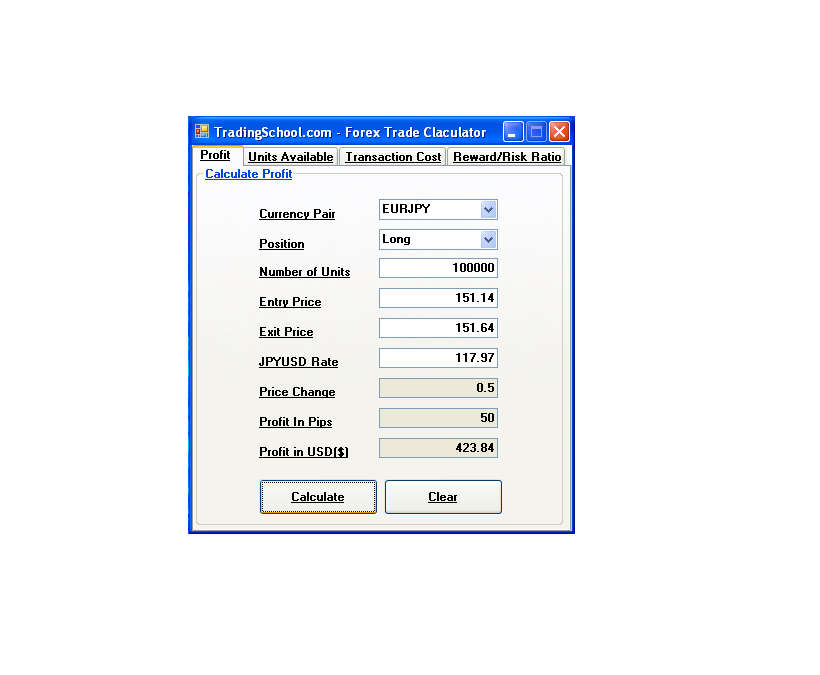 TradingSchool.com - Forex Trade Claculator
Profit Units Available Transaction Cost Reward/Risk Ratio
Calculate Profit
Currency Pair EURJPY
Position Long
Number of Units 100000
Entry Price 151.14
Exit Price 151.64
JPYUSD Rate 117.97
Price Change 0.5
Profit In Pips 50
Profit in USD($) 423.84
Calculate Clear